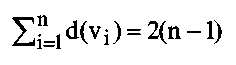 ∑ⁿᵢ₌₁ d(vᵢ) = 2(n − 1)